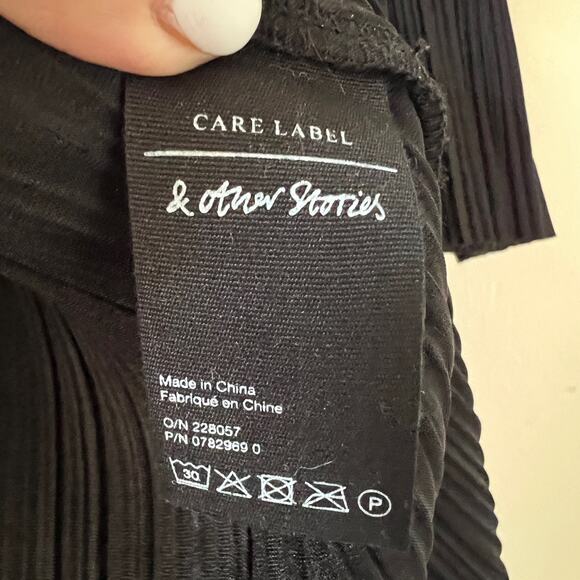 CARE LABEL
& other Stories
Made in China
Fabriqué en Chine
O/N 228057
P/N 0782969 0
30
P